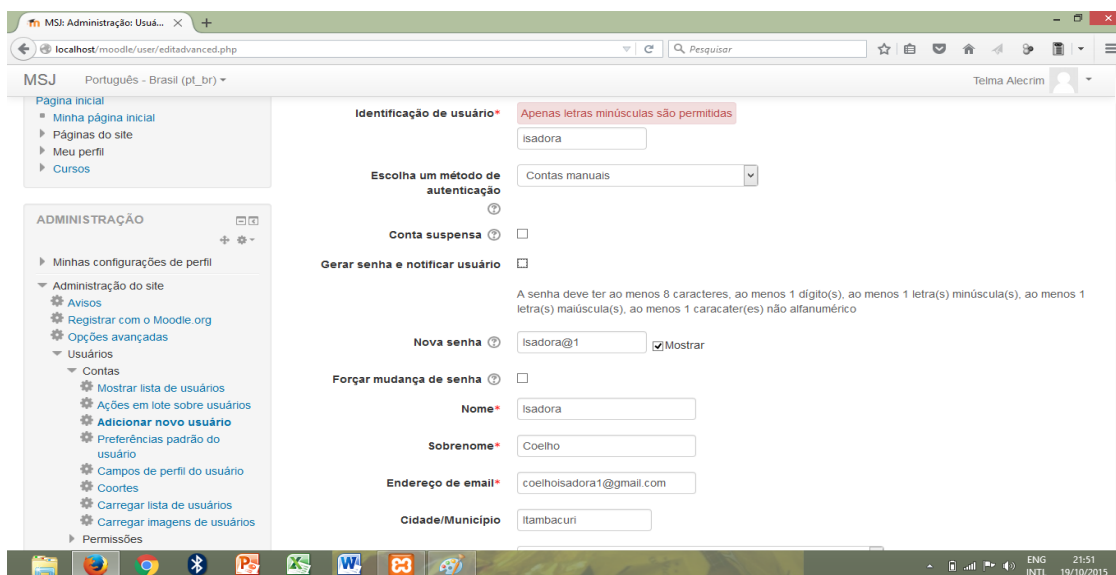 MSJ: Administração: Usuá...
localhost/moodle/user/editadvanced.php
Pesquisar
MSJ
Português - Brasil (pt_br)
Telma Alecrim
Página inicial
Minha página inicial
Páginas do site
Meu perfil
Cursos
ADMINISTRAÇÃO
Minhas configurações de perfil
Administração do site
Avisos
Registrar com o Moodle.org
Opções avançadas
Usuários
Contas
Mostrar lista de usuários
Ações em lote sobre usuários
Adicionar novo usuário
Preferências padrão do
usuário
Campos de perfil do usuário
Coortes
Carregar lista de usuários
Carregar imagens de usuários
Permissões
Identificação de usuário*
Apenas letras minúsculas são permitidas
isadora
Escolha um método de
autenticação
Contas manuais
Conta suspensa
Gerar senha e notificar usuário
A senha deve ter ao menos 8 caracteres, ao menos 1 dígito(s), ao menos 1 letra(s) minúscula(s), ao menos 1
letra(s) maiúscula(s), ao menos 1 caracater(es) não alfanumérico
Nova senha
Isadora@1
Mostrar
Forçar mudança de senha
Nome*
Isadora
Sobrenome*
Coelho
Endereço de email*
coelhoisadora1@gmail.com
Cidade/Município
Itambacuri
ENG
INTL
21:51
19/10/2015